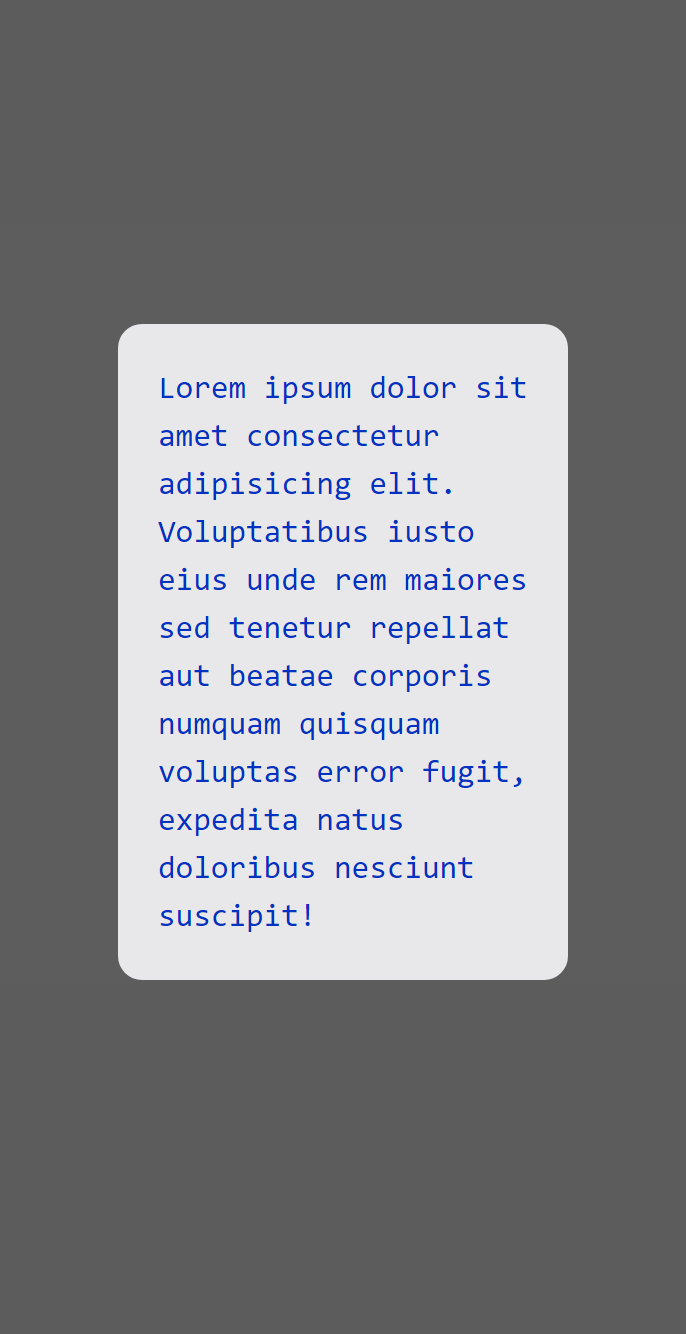 Lorem ipsum dolor sit
amet consectetur
adipisicing elit.
Voluptatibus iusto
eius unde rem maiores
sed tenetur repellat
aut beatae corporis
numquam quisquam
voluptas error fugit,
expedita natus
doloribus nesciunt
suscipit!